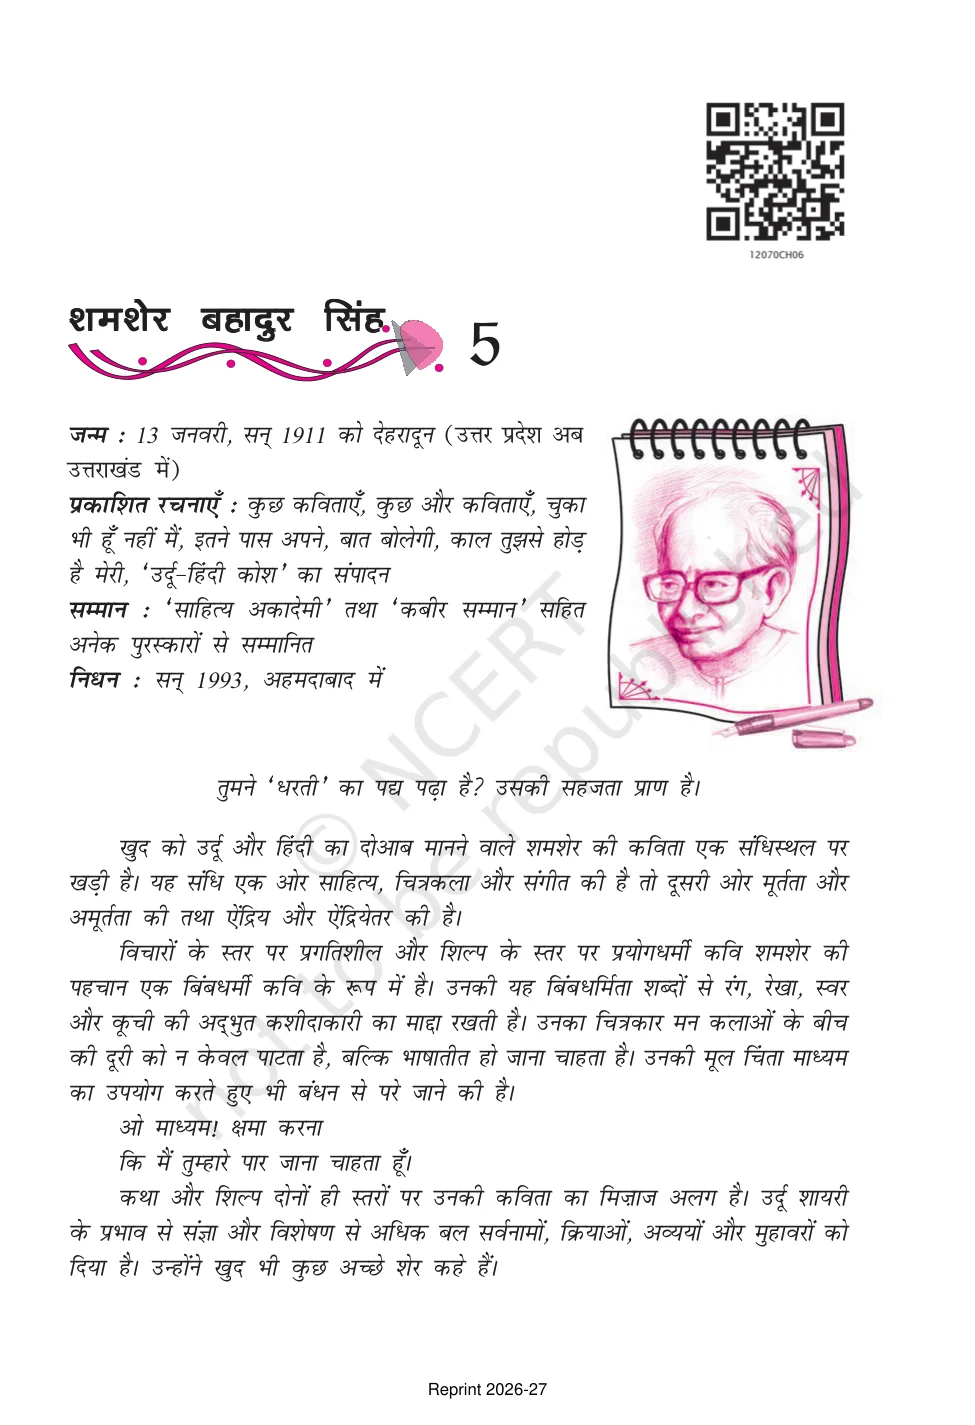 12070CH06
शमशेर बहादुर सिंह
5
जन्म : 13 जनवरी, सन् 1911 को देहरादून (उत्तर प्रदेश अब
उत्तराखंड में)
प्रकाशित रचनाएँ : कुछ कविताएँ, कुछ और कविताएँ, चुका
भी हूँ नहीं मैं, इतने पास अपने, बात बोलेगी, काल तुझसे होड़
है मेरी, ‘उर्दू-हिंदी कोश’ का संपादन
सम्मान : ‘साहित्य अकादेमी’ तथा ‘कबीर सम्मान’ सहित
अनेक पुरस्कारों से सम्मानित
निधन : सन् 1993, अहमदाबाद में
तुमने ‘धरती’ का पद्य पढ़ा है? उसकी सहजता प्राण है।
खुद को उर्दू और हिंदी का दोआब मानने वाले शमशेर की कविता एक संधिस्थल पर
खड़ी है। यह संधि एक ओर साहित्य, चित्रकला और संगीत की है तो दूसरी ओर मूर्तता और
अमूर्तता की तथा ऐंद्रिय और ऐंद्रियेतर की है।
विचारों के स्तर पर प्रगतिशील और शिल्प के स्तर पर प्रयोगधर्मी कवि शमशेर की
पहचान एक बिंबधर्मी कवि के रूप में है। उनकी यह बिंबधर्मिता शब्दों से रंग, रेखा, स्वर
और कूची की अद्भुत कशीदाकारी का माद्दा रखती है। उनका चित्रकार मन कलाओं के बीच
की दूरी को न केवल पाटता है, बल्कि भाषातीत हो जाना चाहता है। उनकी मूल चिंता माध्यम
का उपयोग करते हुए भी बंधन से परे जाने की है।
ओ माध्यम! क्षमा करना
कि मैं तुम्हारे पार जाना चाहता हूँ।
कथा और शिल्प दोनों ही स्तरों पर उनकी कविता का मिज़ाज अलग है। उर्दू शायरी
के प्रभाव से संज्ञा और विशेषण से अधिक बल सर्वनामों, क्रियाओं, अव्ययों और मुहावरों को
दिया है। उन्होंने खुद भी कुछ अच्छे शेर कहे हैं।
© NCERT
not to be republished
Reprint 2026-27